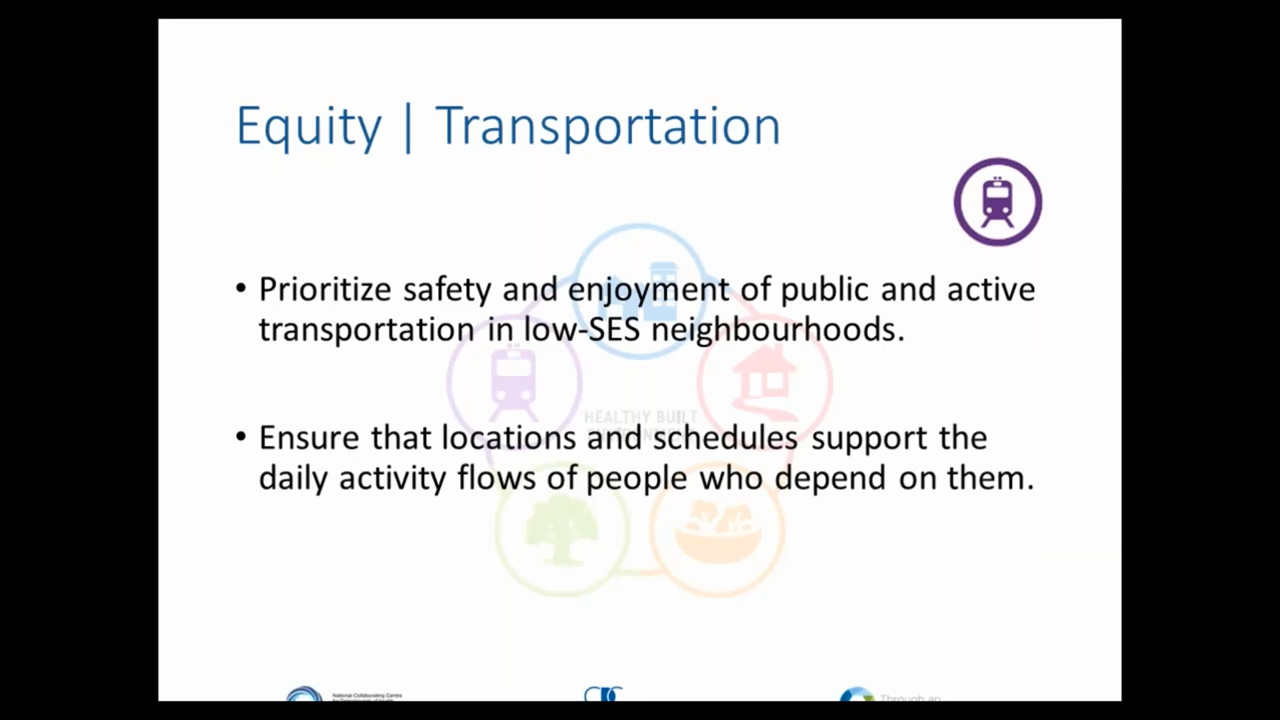 Equity | Transportation
• Prioritize safety and enjoyment of public and active
transportation in low-SES neighbourhoods.
HEALTHY BUILT
• Ensure that locations and schedules support the
daily activity flows of people who depend on them.
National Collaborating Centre
Through an